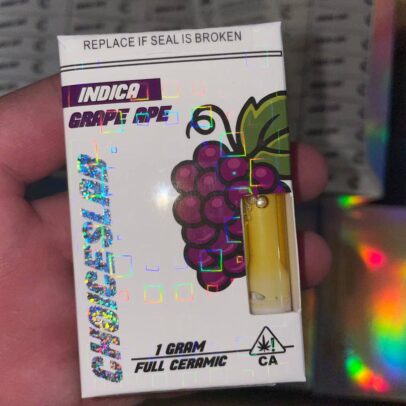 REPLACE IF SEAL IS BROKEN
INDICA
GRAPE APE
CHOICESLAB
1 GRAM
FULL CERAMIC
!
CA